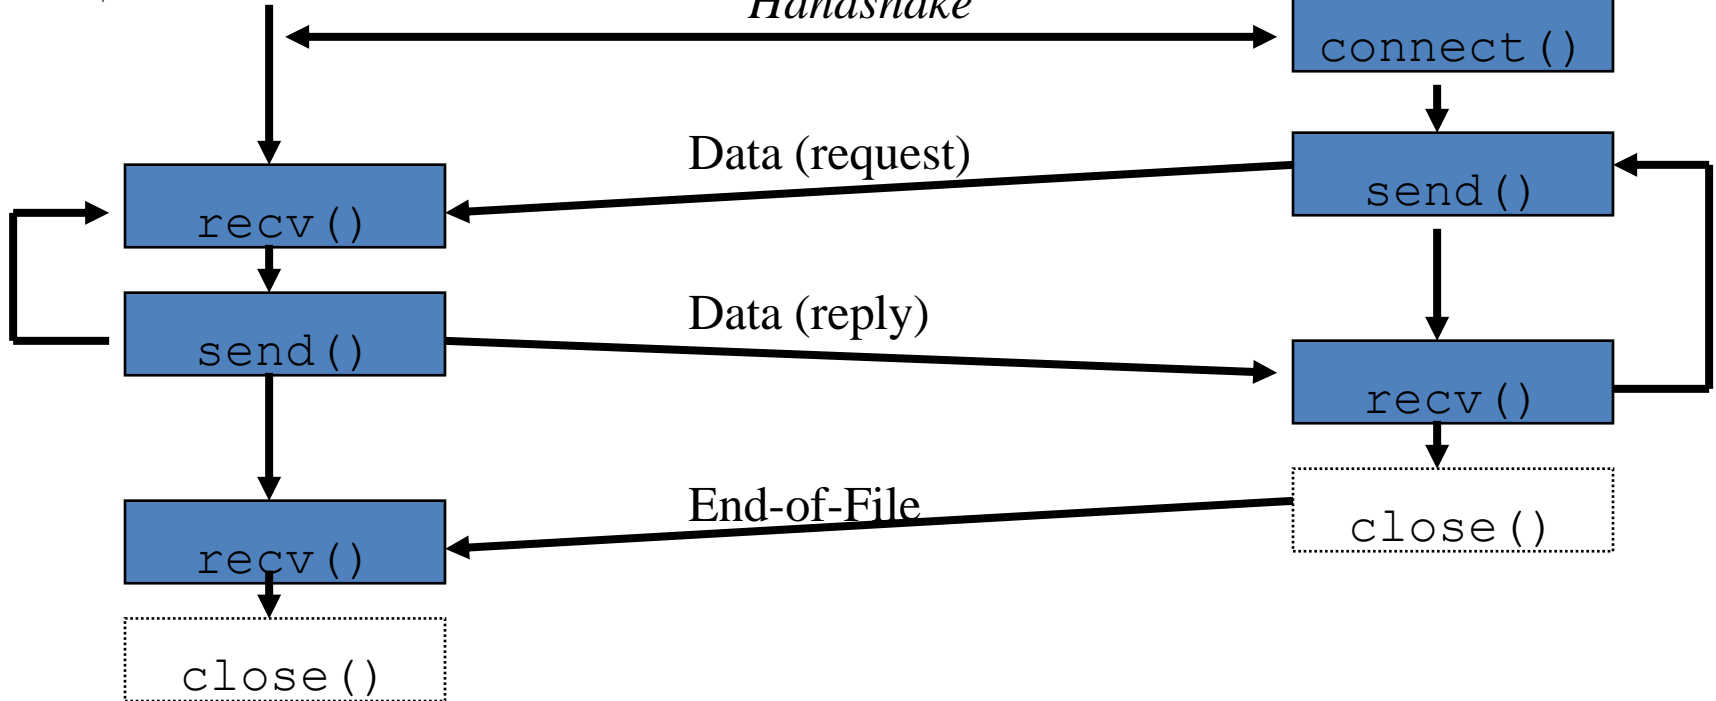 Handshake
connect()
Data (request)
send()
recv()
Data (reply)
send()
recv()
End-of-File
close()
recv()
close()